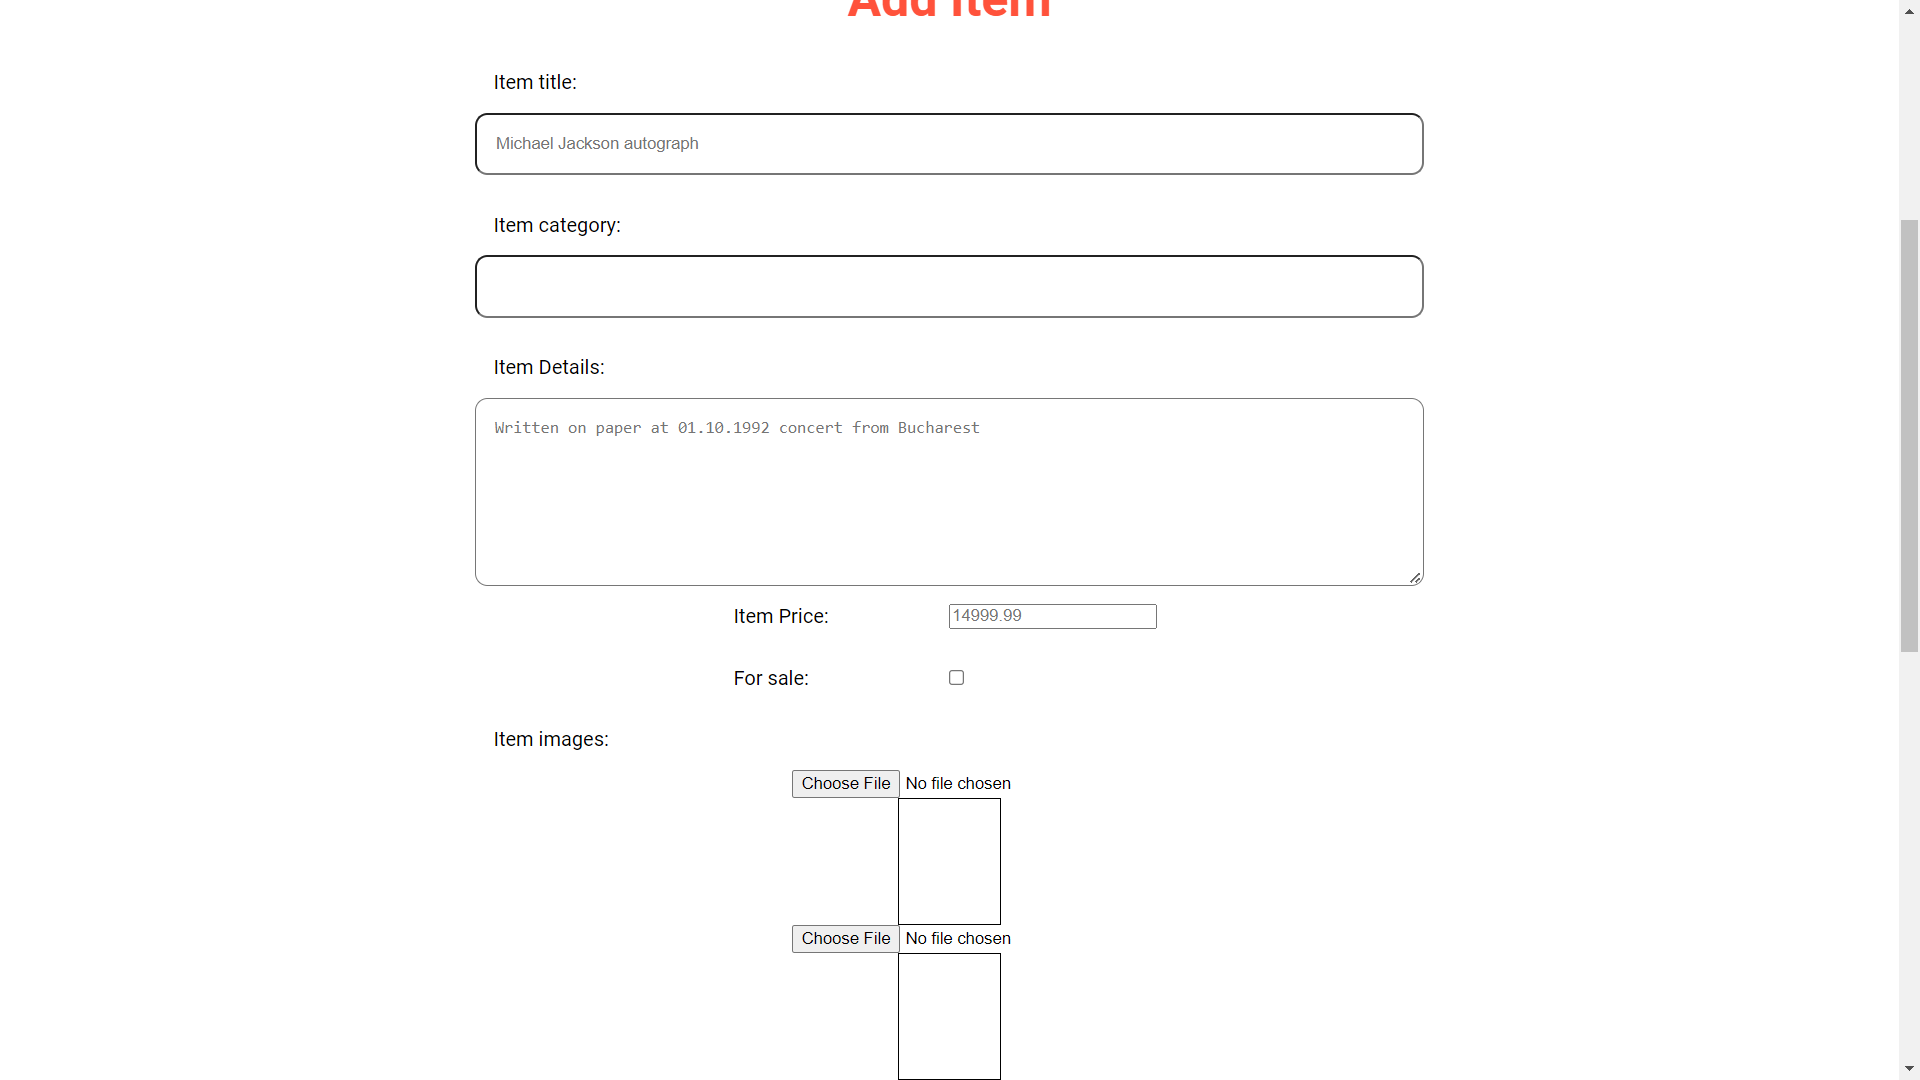 Add Item
Item title:
Michael Jackson autograph
Item category:
Item Details:
Written on paper at 01.10.1992 concert from Bucharest
Item Price:
14999.99
For sale:
Item images:
Choose File No file chosen
Choose File No file chosen